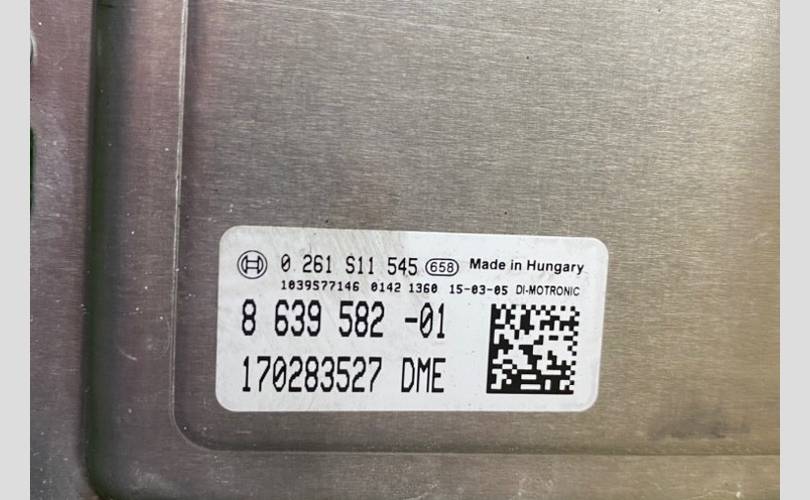 0 261 S11 545 658 Made in Hungary
1039S77146 0142 1360 15-03-05 DI-MOTRONIC
8 639 582 -01
170283527 DME